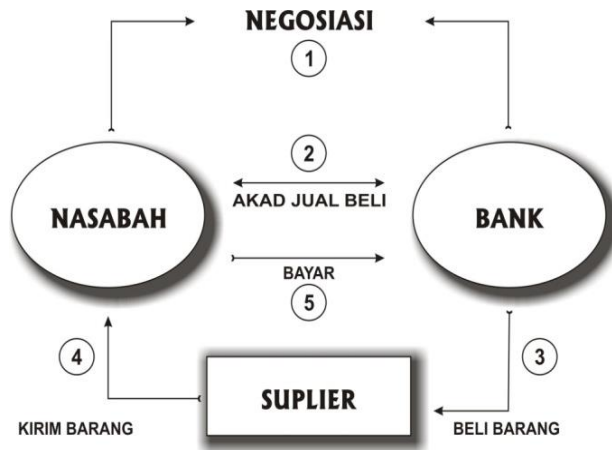 NEGOSIASI
1
2
AKAD JUAL BELI
NASABAH
BANK
BAYAR
5
4
3
SUPLIER
KIRIM BARANG
BELI BARANG